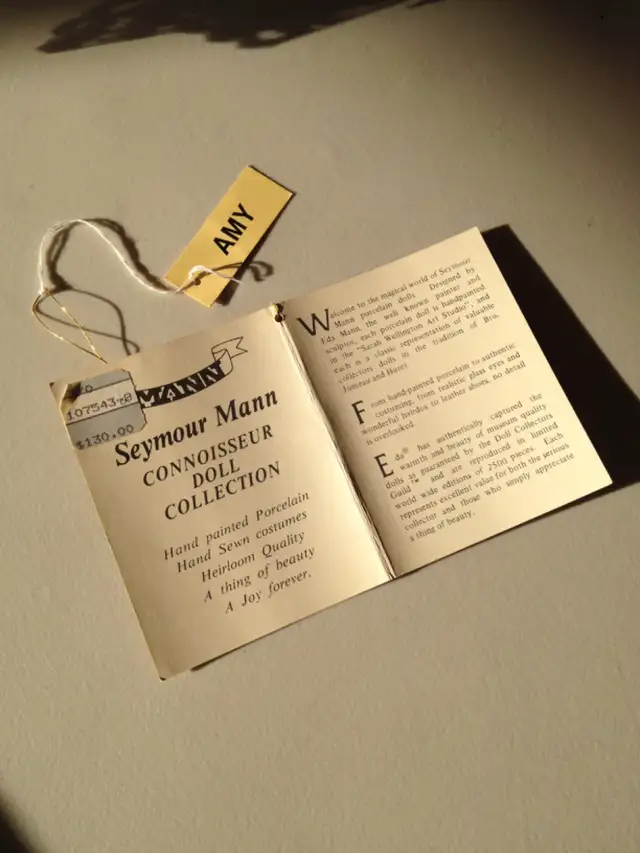 AMY
107543-0
$130.00
MANN
Seymour Mann
CONNOISSEUR
DOLL
COLLECTION
Hand painted Porcelain
Hand Sewn costumes
Heirloom Quality
A thing of beauty
A Joy forever.
Welcome to the magical world of Seymour
Mann porcelain dolls. Designed by
Eda Mann, the well known painter and
sculptor, each porcelain doll is handpainted
in the "Sarah Wellington Art Studio", and
each is a classic representation of valuable
collectors dolls in the tradition of Bru,
Jumeau and
From hand-painted porcelain to authentic
costuming, from realistic glass eyes and
wonderful hairdos to leather shoes, no detail
is overlooked.
Eda® has authentically captured the
warmth and beauty of museum quality
dolls as guaranteed by the Doll Collectors
Guild™ and are reproduced in limited
world wide editions of 2500 pieces. Each
represents excellent value for both the serious
collector and those who simply appreciate
a thing of beauty.